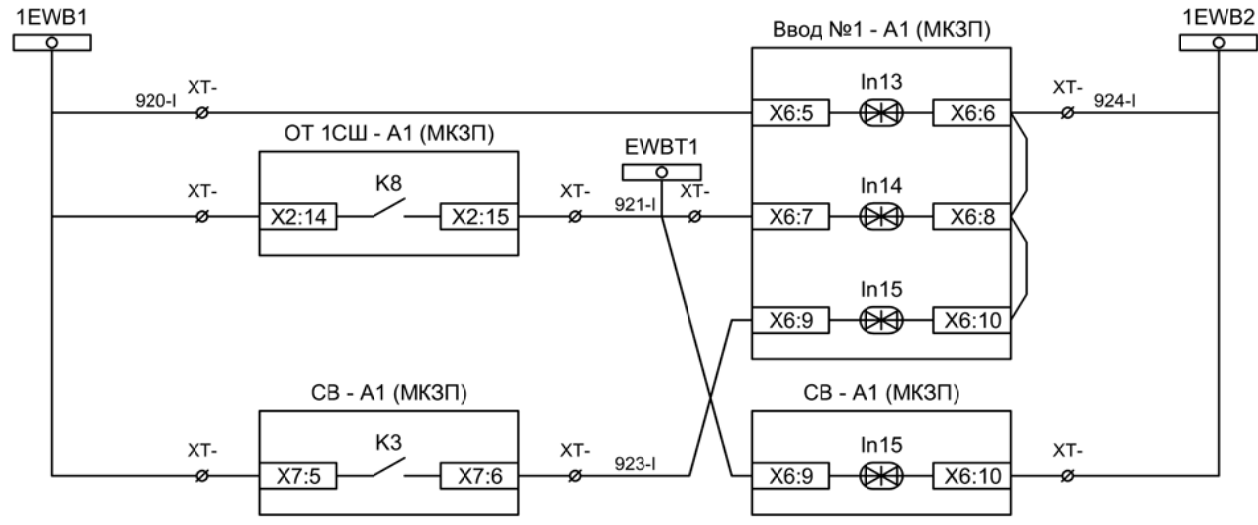 1EWB1
1EWB2
Ввод №1 - А1 (МКЗП)
920-I
XT-
In13
X6:5
X6:6
XT-
924-I
ОТ 1СШ - А1 (МКЗП)
EWBT1
XT-
K8
X2:14
X2:15
XT-
921-I
XT-
In14
X6:7
X6:8
In15
X6:9
X6:10
СВ - А1 (МКЗП)
СВ - А1 (МКЗП)
XT-
K3
X7:5
X7:6
XT-
923-I
In15
X6:9
X6:10
XT-